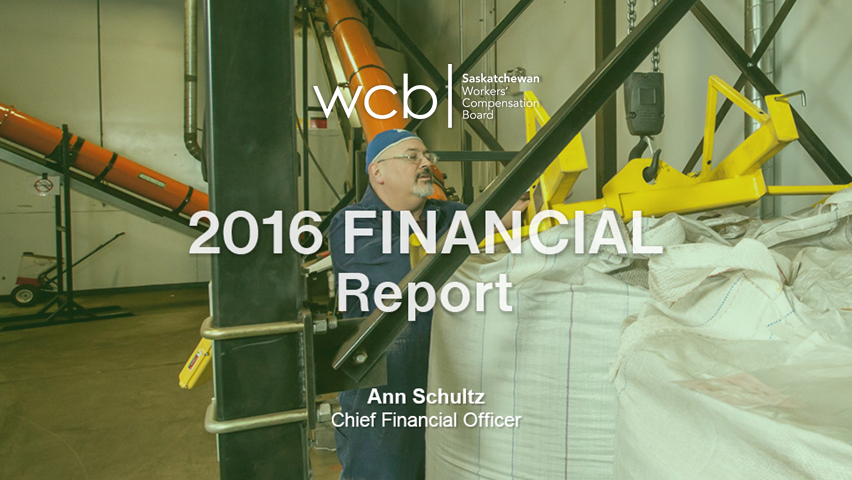 wcb
Saskatchewan
Workers'
Compensation
Board
2016 FINANCIAL
Report
Ann Schultz
Chief Financial Officer